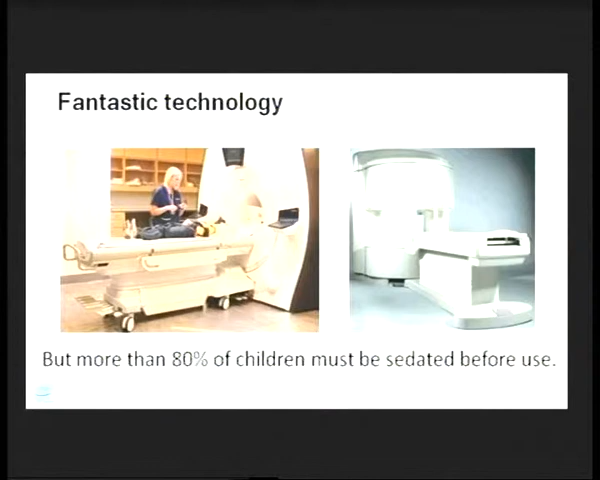 Fantastic technology
But more than 80% of children must be sedated before use.